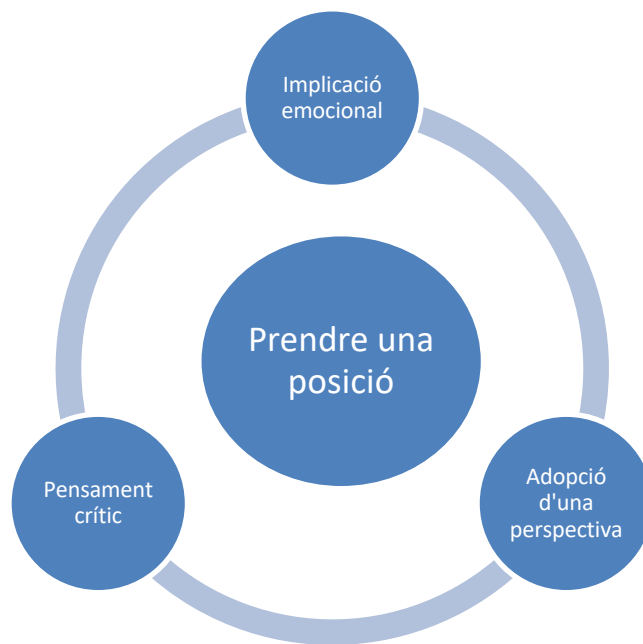 Implicació
emocional
Prendre una
posició
Pensament
crític
Adopció
d'una
perspectiva